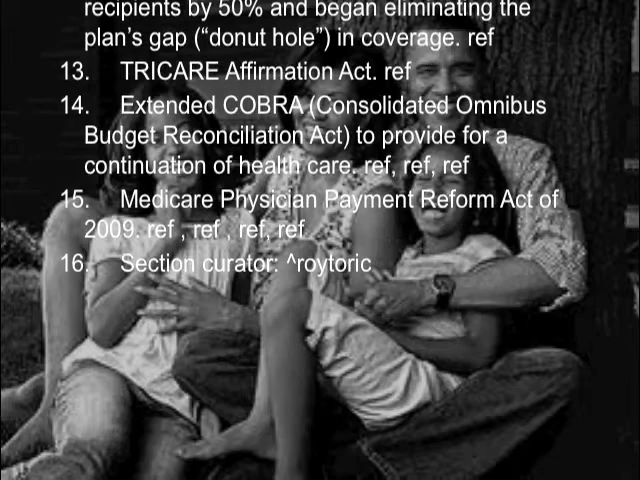 recipients by 50% and began eliminating the
plan’s gap (“donut hole”) in coverage. ref
13. TRICARE Affirmation Act. ref
14. Extended COBRA (Consolidated Omnibus
Budget Reconciliation Act) to provide for a
continuation of health care. ref, ref, ref
15. Medicare Physician Payment Reform Act of
2009. ref , ref , ref, ref
16. Section curator: ^roytoric